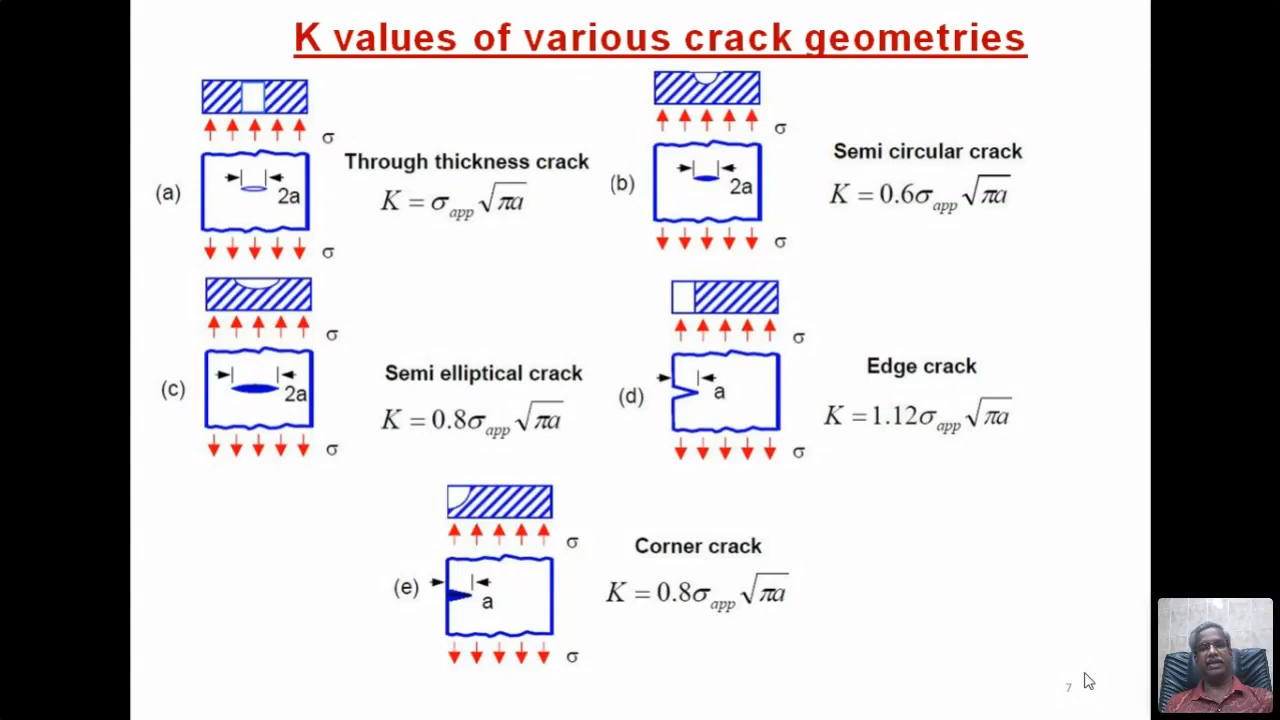 K values of various crack geometries
(a)
σ
2a
σ
Through thickness crack
K = σ_app √πa
(b)
σ
2a
σ
Semi circular crack
K = 0.6σ_app √πa
(c)
σ
2a
σ
Semi elliptical crack
K = 0.8σ_app √πa
(d)
σ
a
σ
Edge crack
K = 1.12σ_app √πa
(e)
σ
a
σ
Corner crack
K = 0.8σ_app √πa
7